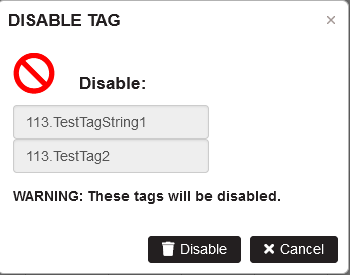 DISABLE TAG
×
Disable:
113.TestTagString1
113.TestTag2
WARNING: These tags will be disabled.
Disable
Cancel